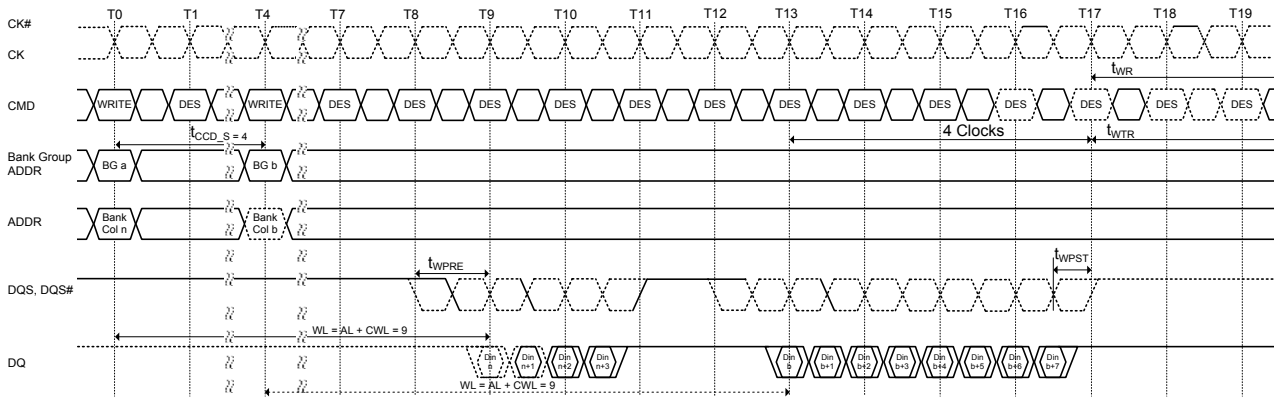 T0 T1 T4 T7 T8 T9 T10 T11 T12 T13 T14 T15 T16 T17 T18 T19
CK#
CK
tWR
CMD WRITE DES WRITE DES DES DES DES DES DES DES DES DES DES DES DES DES
tCCD_S = 4
4 Clocks
tWTR
Bank Group
ADDR
BG a BG b
ADDR
Bank
Col n
Bank
Col b
tWPRE
tWPST
DQS, DQS#
WL = AL + CWL = 9
DQ
Din
n
Din
n+1
Din
n+2
Din
n+3
Din
b
Din
b+1
Din
b+2
Din
b+3
Din
b+4
Din
b+5
Din
b+6
Din
b+7
WL = AL + CWL = 9